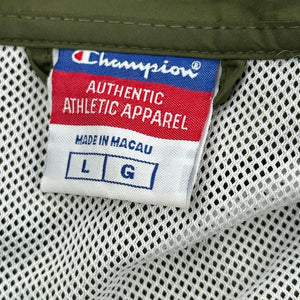 Champion
AUTHENTIC
ATHLETIC APPAREL
MADE IN MACAU
L G